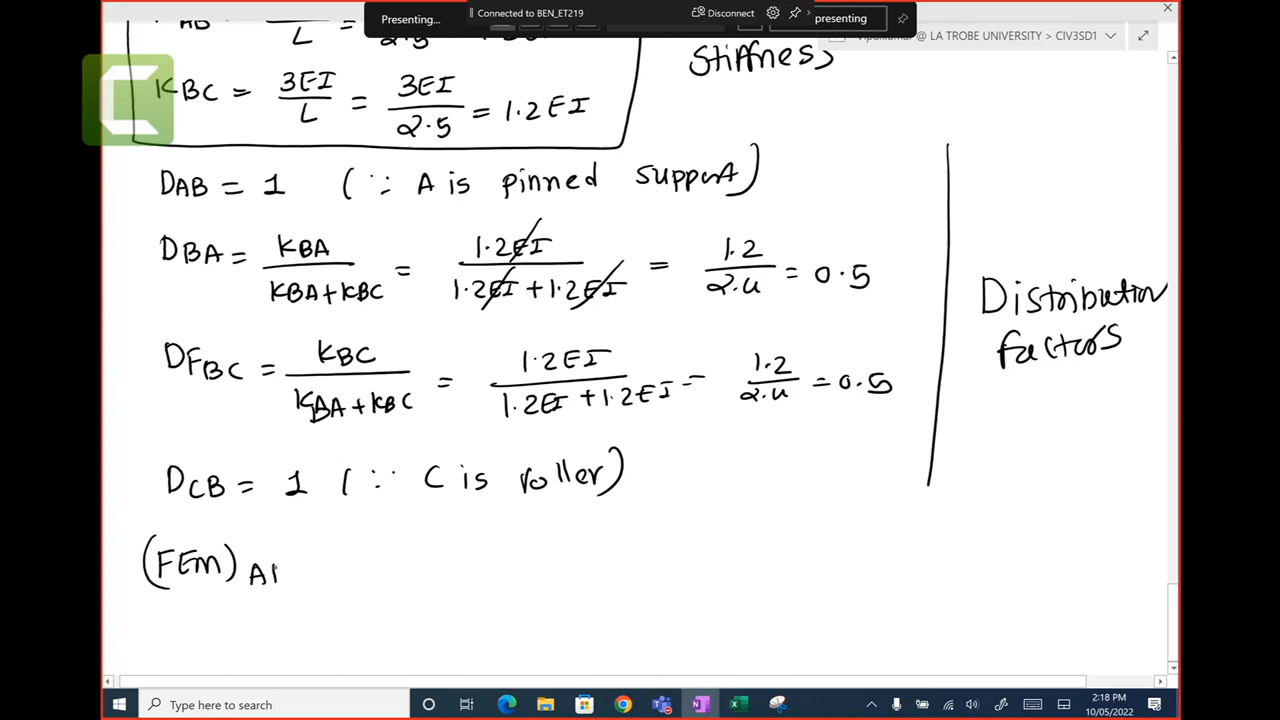 Presenting...
Connected to BEN_ET219
Disconnect
presenting
@ LA TROBE UNIVERSITY > CIV3SD1
AB = L = 2.5
Stiffness
KBC = 3EI/L = 3EI/2.5 = 1.2EI
DAB = 1 (∵ A is pinned support)
DBA = KBA/KBA+KBC = 1.2EI/1.2EI+1.2EI = 1.2/2.4 = 0.5
Distribution
factors
DFBC = KBC/KBA+KBC = 1.2EI/1.2EI+1.2EI = 1.2/2.4 = 0.5
DCB = 1 (∵ C is roller)
(FEM) A
Type here to search
2:18 PM
10/05/2022